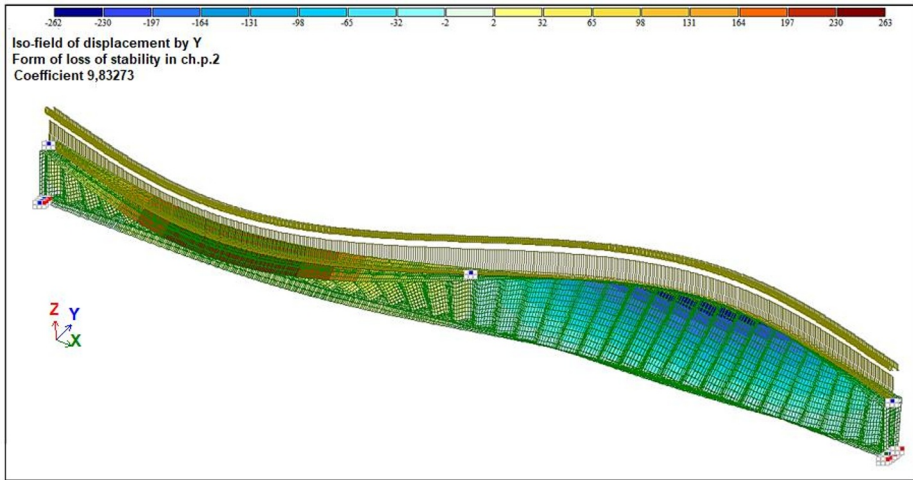 -262 -230 -197 -164 -131 -98 -65 -32 -2 2 32 65 98 131 164 197 230 263
Iso-field of displacement by Y
Form of loss of stability in ch.p.2
Coefficient 9,83273
Z
Y
X